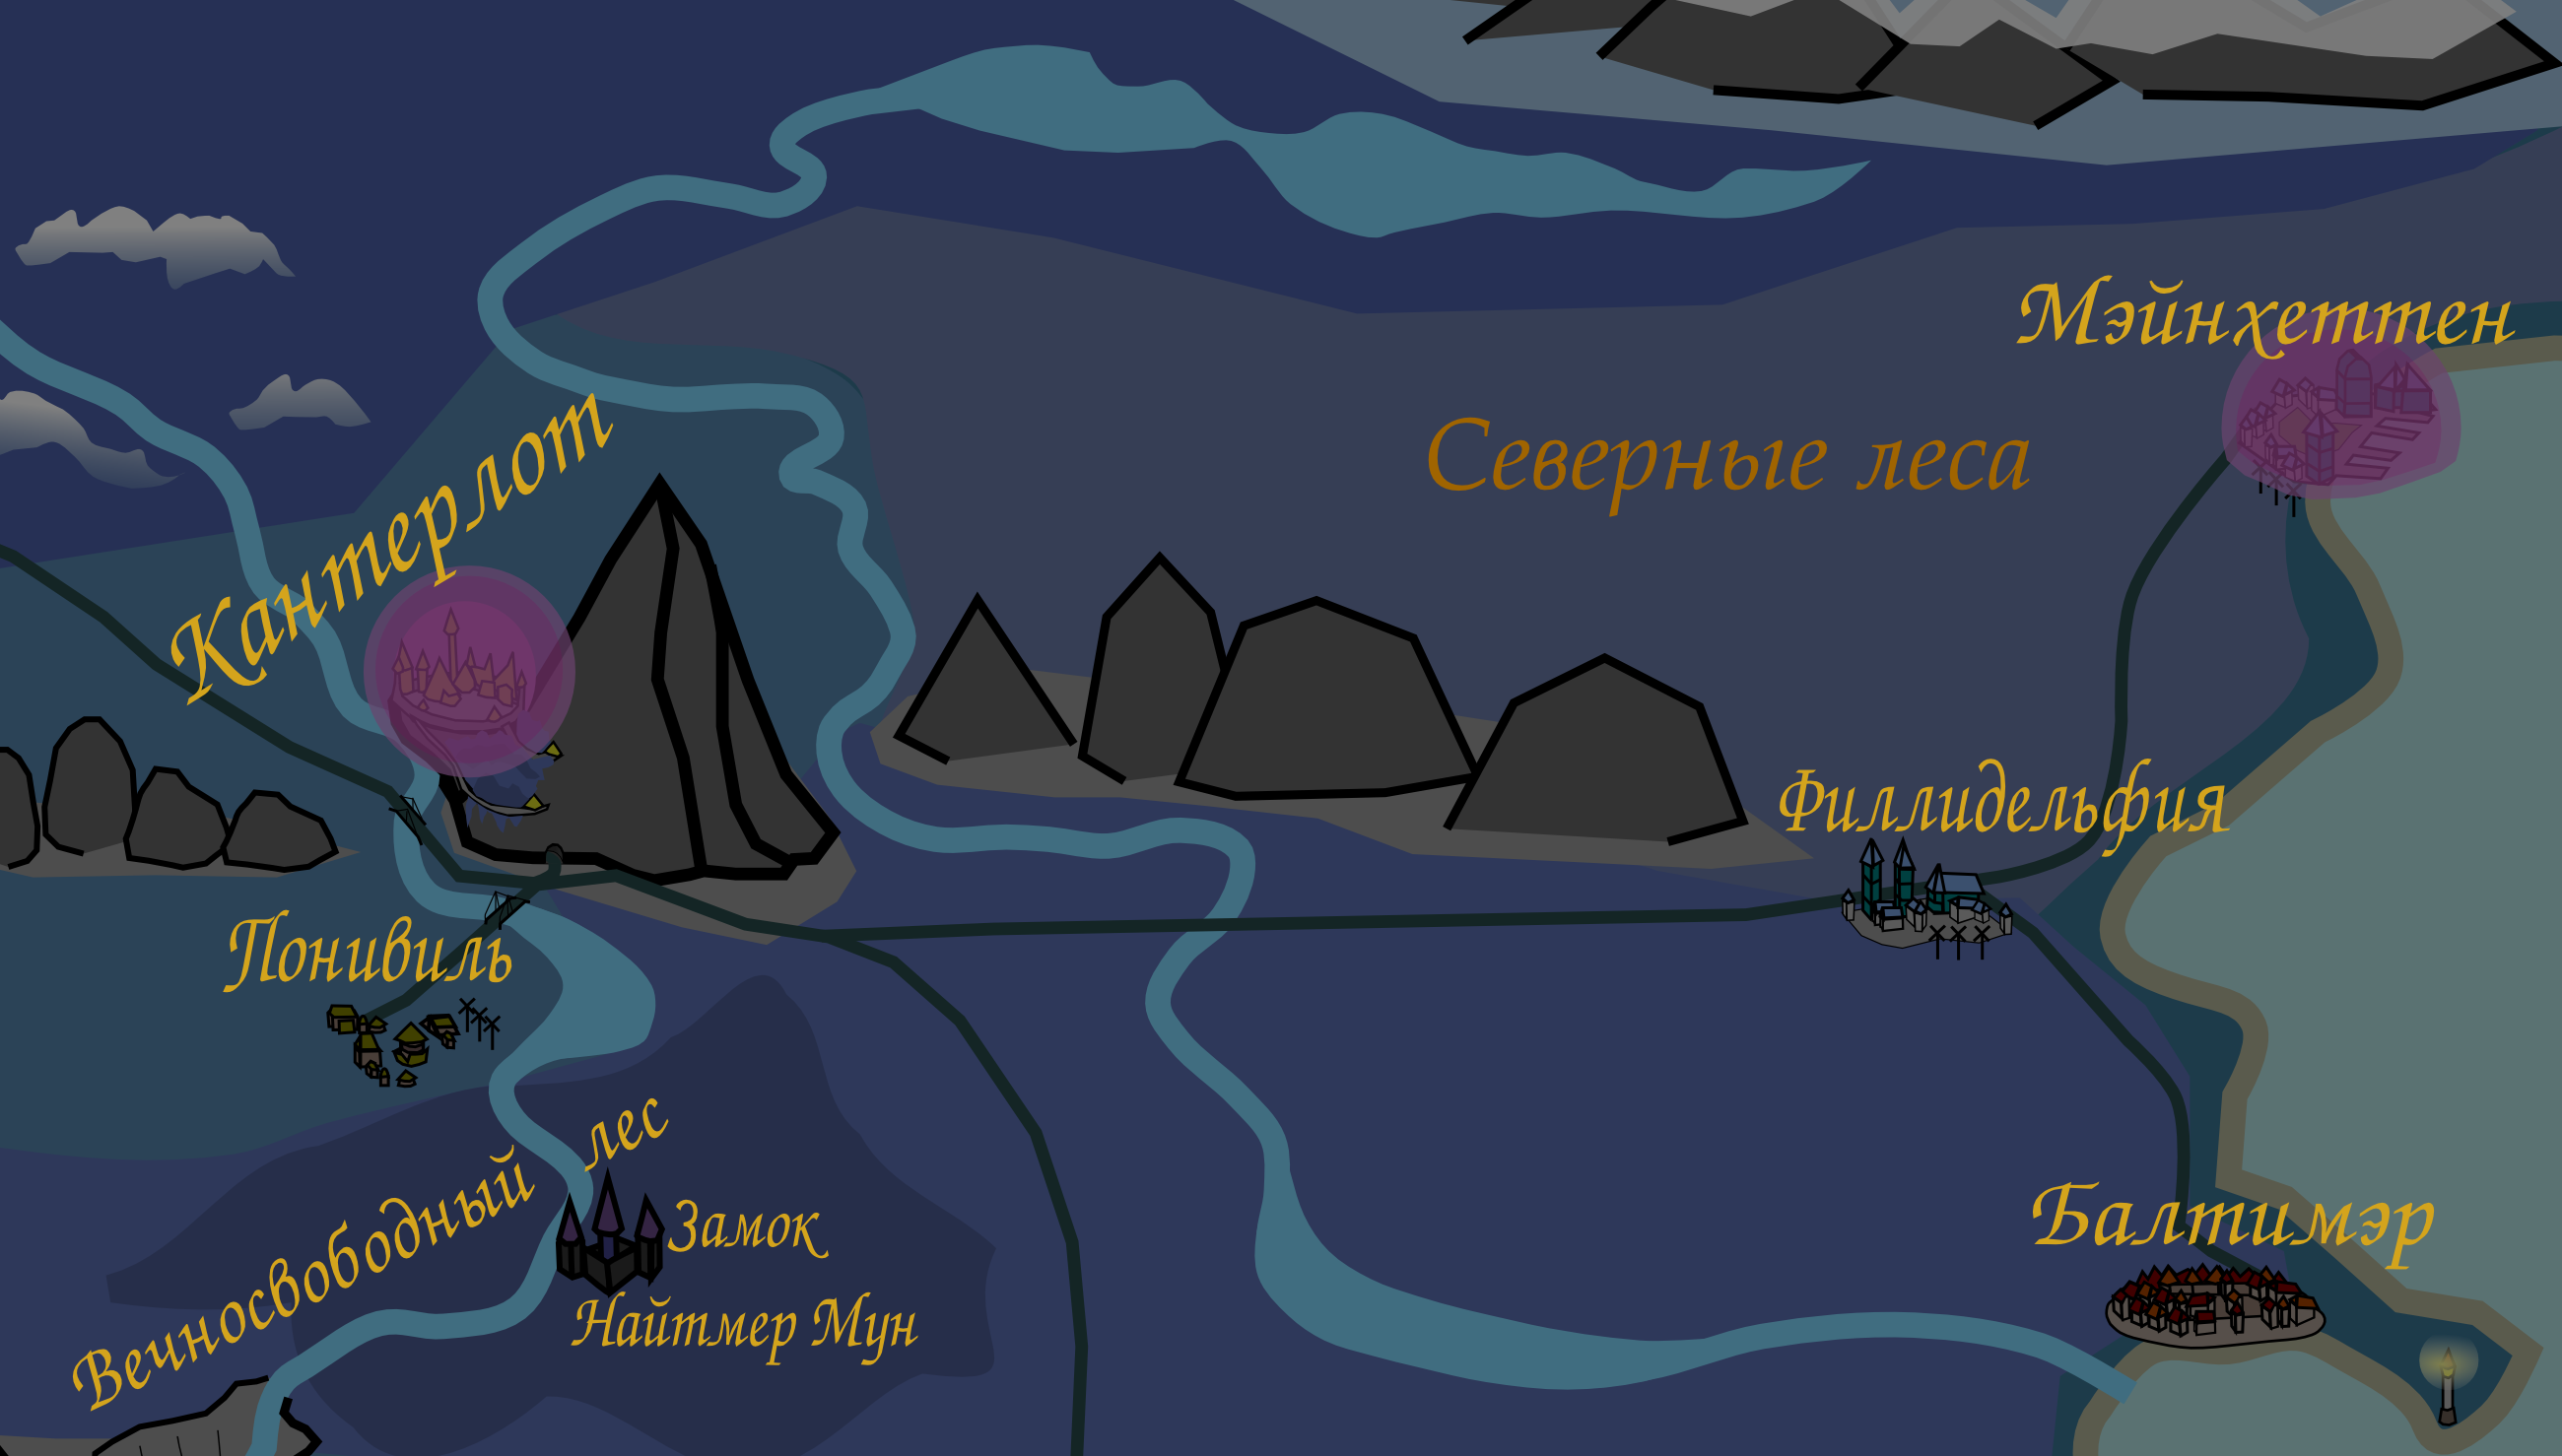 Мэйнхеттен
Северные леса
Кантерлот
Филлидельфия
Понивиль
Вечносвободный лес
Замок
Найтмер Мун
Балтимэр